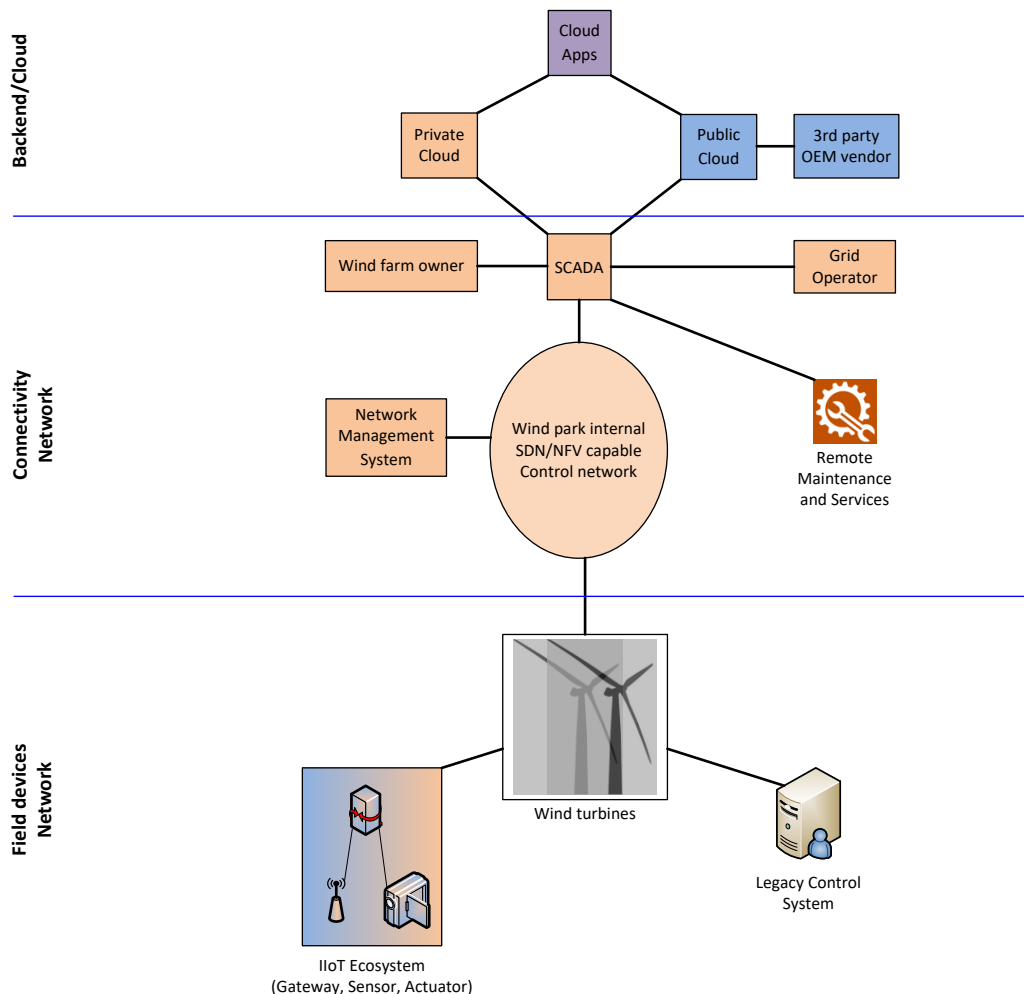 Backend/Cloud
Cloud
Apps
Private
Cloud
Public
Cloud
3rd party
OEM vendor
Connectivity
Network
Wind farm owner
SCADA
Grid
Operator
Network
Management
System
Wind park internal
SDN/NFV capable
Control network
Remote
Maintenance
and Services
Field devices
Network
Wind turbines
Legacy Control
System
IIoT Ecosystem
(Gateway, Sensor, Actuator)